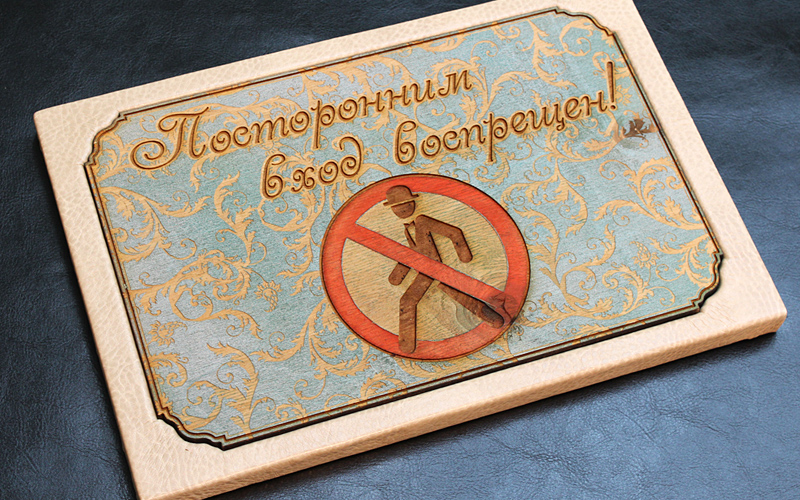 Посторонним
вход воспрещен!